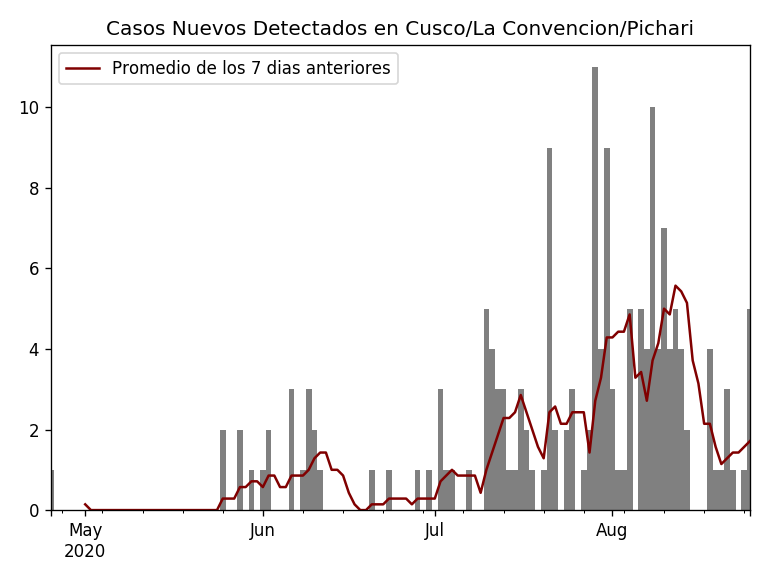 Casos Nuevos Detectados en Cusco/La Convencion/Pichari
Promedio de los 7 dias anteriores
10
8
6
4
2
0
May Jun Jul Aug
2020